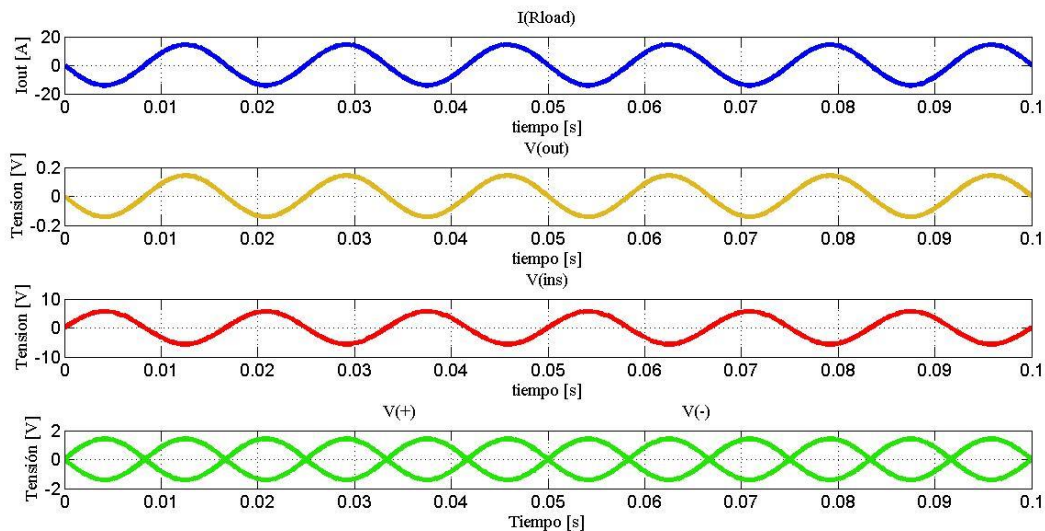 I(Rload)
Iout [A]
20
0
-20
0 0.01 0.02 0.03 0.04 0.05 0.06 0.07 0.08 0.09 0.1
tiempo [s]
V(out)
Tension [V]
0.2
0
-0.2
0 0.01 0.02 0.03 0.04 0.05 0.06 0.07 0.08 0.09 0.1
tiempo [s]
V(ins)
Tension [V]
10
0
-10
0 0.01 0.02 0.03 0.04 0.05 0.06 0.07 0.08 0.09 0.1
tiempo [s]
V(+) V(-)
Tensión [V]
2
0
-2
0 0.01 0.02 0.03 0.04 0.05 0.06 0.07 0.08 0.09 0.1
Tiempo [s]